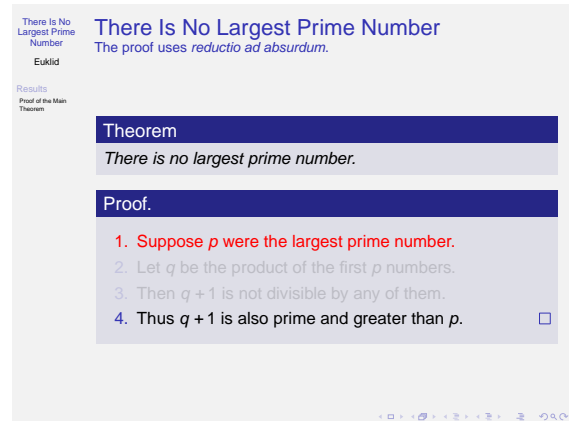 There Is No
Largest Prime
Number
Euklid
Results
Proof of the Main
Theorem
There Is No Largest Prime Number
The proof uses reductio ad absurdum.
Theorem
There is no largest prime number.
Proof.
1. Suppose p were the largest prime number.
2. Let q be the product of the first p numbers.
3. Then q + 1 is not divisible by any of them.
4. Thus q + 1 is also prime and greater than p.